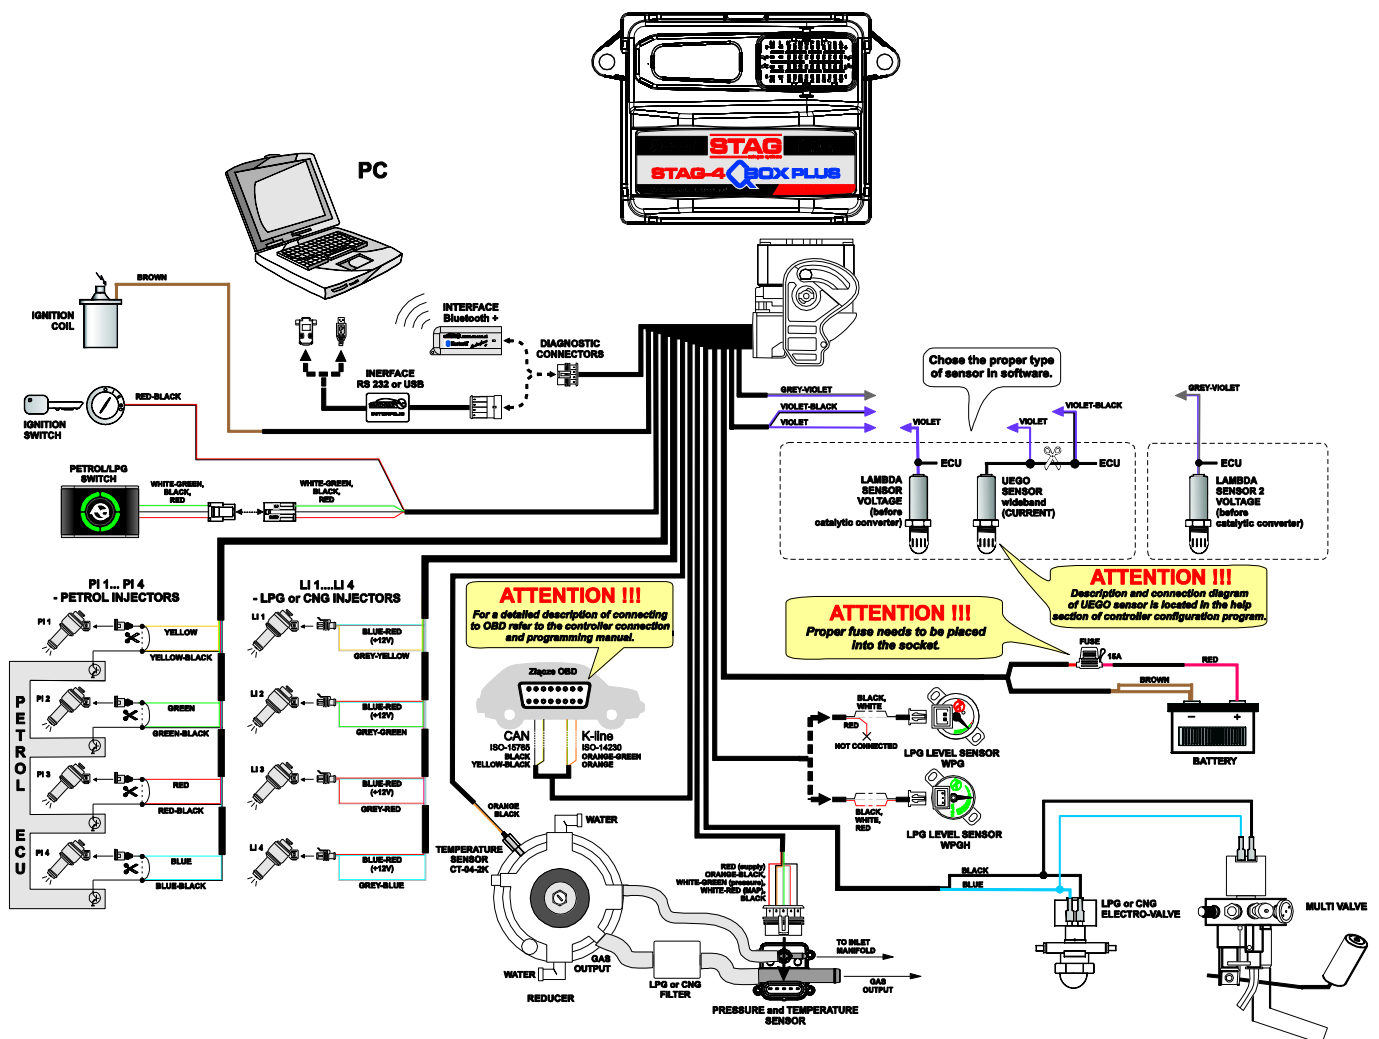 STAG
STAG-4 QBOX PLUS
PC
BROWN
IGNITION
COIL
INTERFACE
Bluetooth +
DIAGNOSTIC
CONNECTORS
INERFACE
RS 232 or USB
RED-BLACK
IGNITION
SWITCH
Chose the proper type
of sensor in software.
GREY-VIOLET
VIOLET-BLACK
VIOLET
VIOLET
VIOLET
VIOLET-BLACK
GREY-VIOLET
ECU
ECU
ECU
LAMBDA
SENSOR
VOLTAGE
(before
catalytic converter)
UEGO
SENSOR
wideband
(CURRENT)
LAMBDA
SENSOR 2
VOLTAGE
(before
catalytic converter)
PETROL/LPG
SWITCH
WHITE-GREEN,
BLACK,
RED
WHITE-GREEN,
BLACK,
RED
ATTENTION !!!
Description and connection diagram
of UEGO sensor is located in the help
section of controller configuration program.
ATTENTION !!!
Proper fuse needs to be placed
into the socket.
ATTENTION !!!
For a detailed description of connecting
to OBD refer to the controller connection
and programming manual.
PI 1... PI 4
- PETROL INJECTORS
LI 1....LI 4
- LPG or CNG INJECTORS
PI 1
YELLOW
YELLOW-BLACK
PI 2
GREEN
GREEN-BLACK
PI 3
RED
RED-BLACK
PI 4
BLUE
BLUE-BLACK
PETROL ECU
LI 1
BLUE-RED
(+12V)
GREY-YELLOW
LI 2
BLUE-RED
(+12V)
GREY-GREEN
LI 3
BLUE-RED
(+12V)
GREY-RED
LI 4
BLUE-RED
(+12V)
GREY-BLUE
Złącze OBD
CAN
ISO-15765
BLACK
YELLOW-BLACK
K-line
ISO-14230
ORANGE-GREEN
ORANGE
FUSE
15A
RED
BROWN
- +
BATTERY
BLACK,
WHITE
RED
NOT CONNECTED
LPG LEVEL SENSOR
WPG
BLACK,
WHITE,
RED
LPG LEVEL SENSOR
WPGH
ORANGE
BLACK
TEMPERATURE
SENSOR
CT-04-2K
WATER
WATER
REDUCER
GAS
OUTPUT
LPG or CNG
FILTER
RED (supply)
ORANGE-BLACK,
WHITE-GREEN (pressure),
WHITE-RED (MAP),
BLACK
TO INLET
MANIFOLD
GAS
OUTPUT
PRESSURE and TEMPERATURE
SENSOR
BLACK
BLUE
LPG or CNG
ELECTRO-VALVE
MULTI VALVE